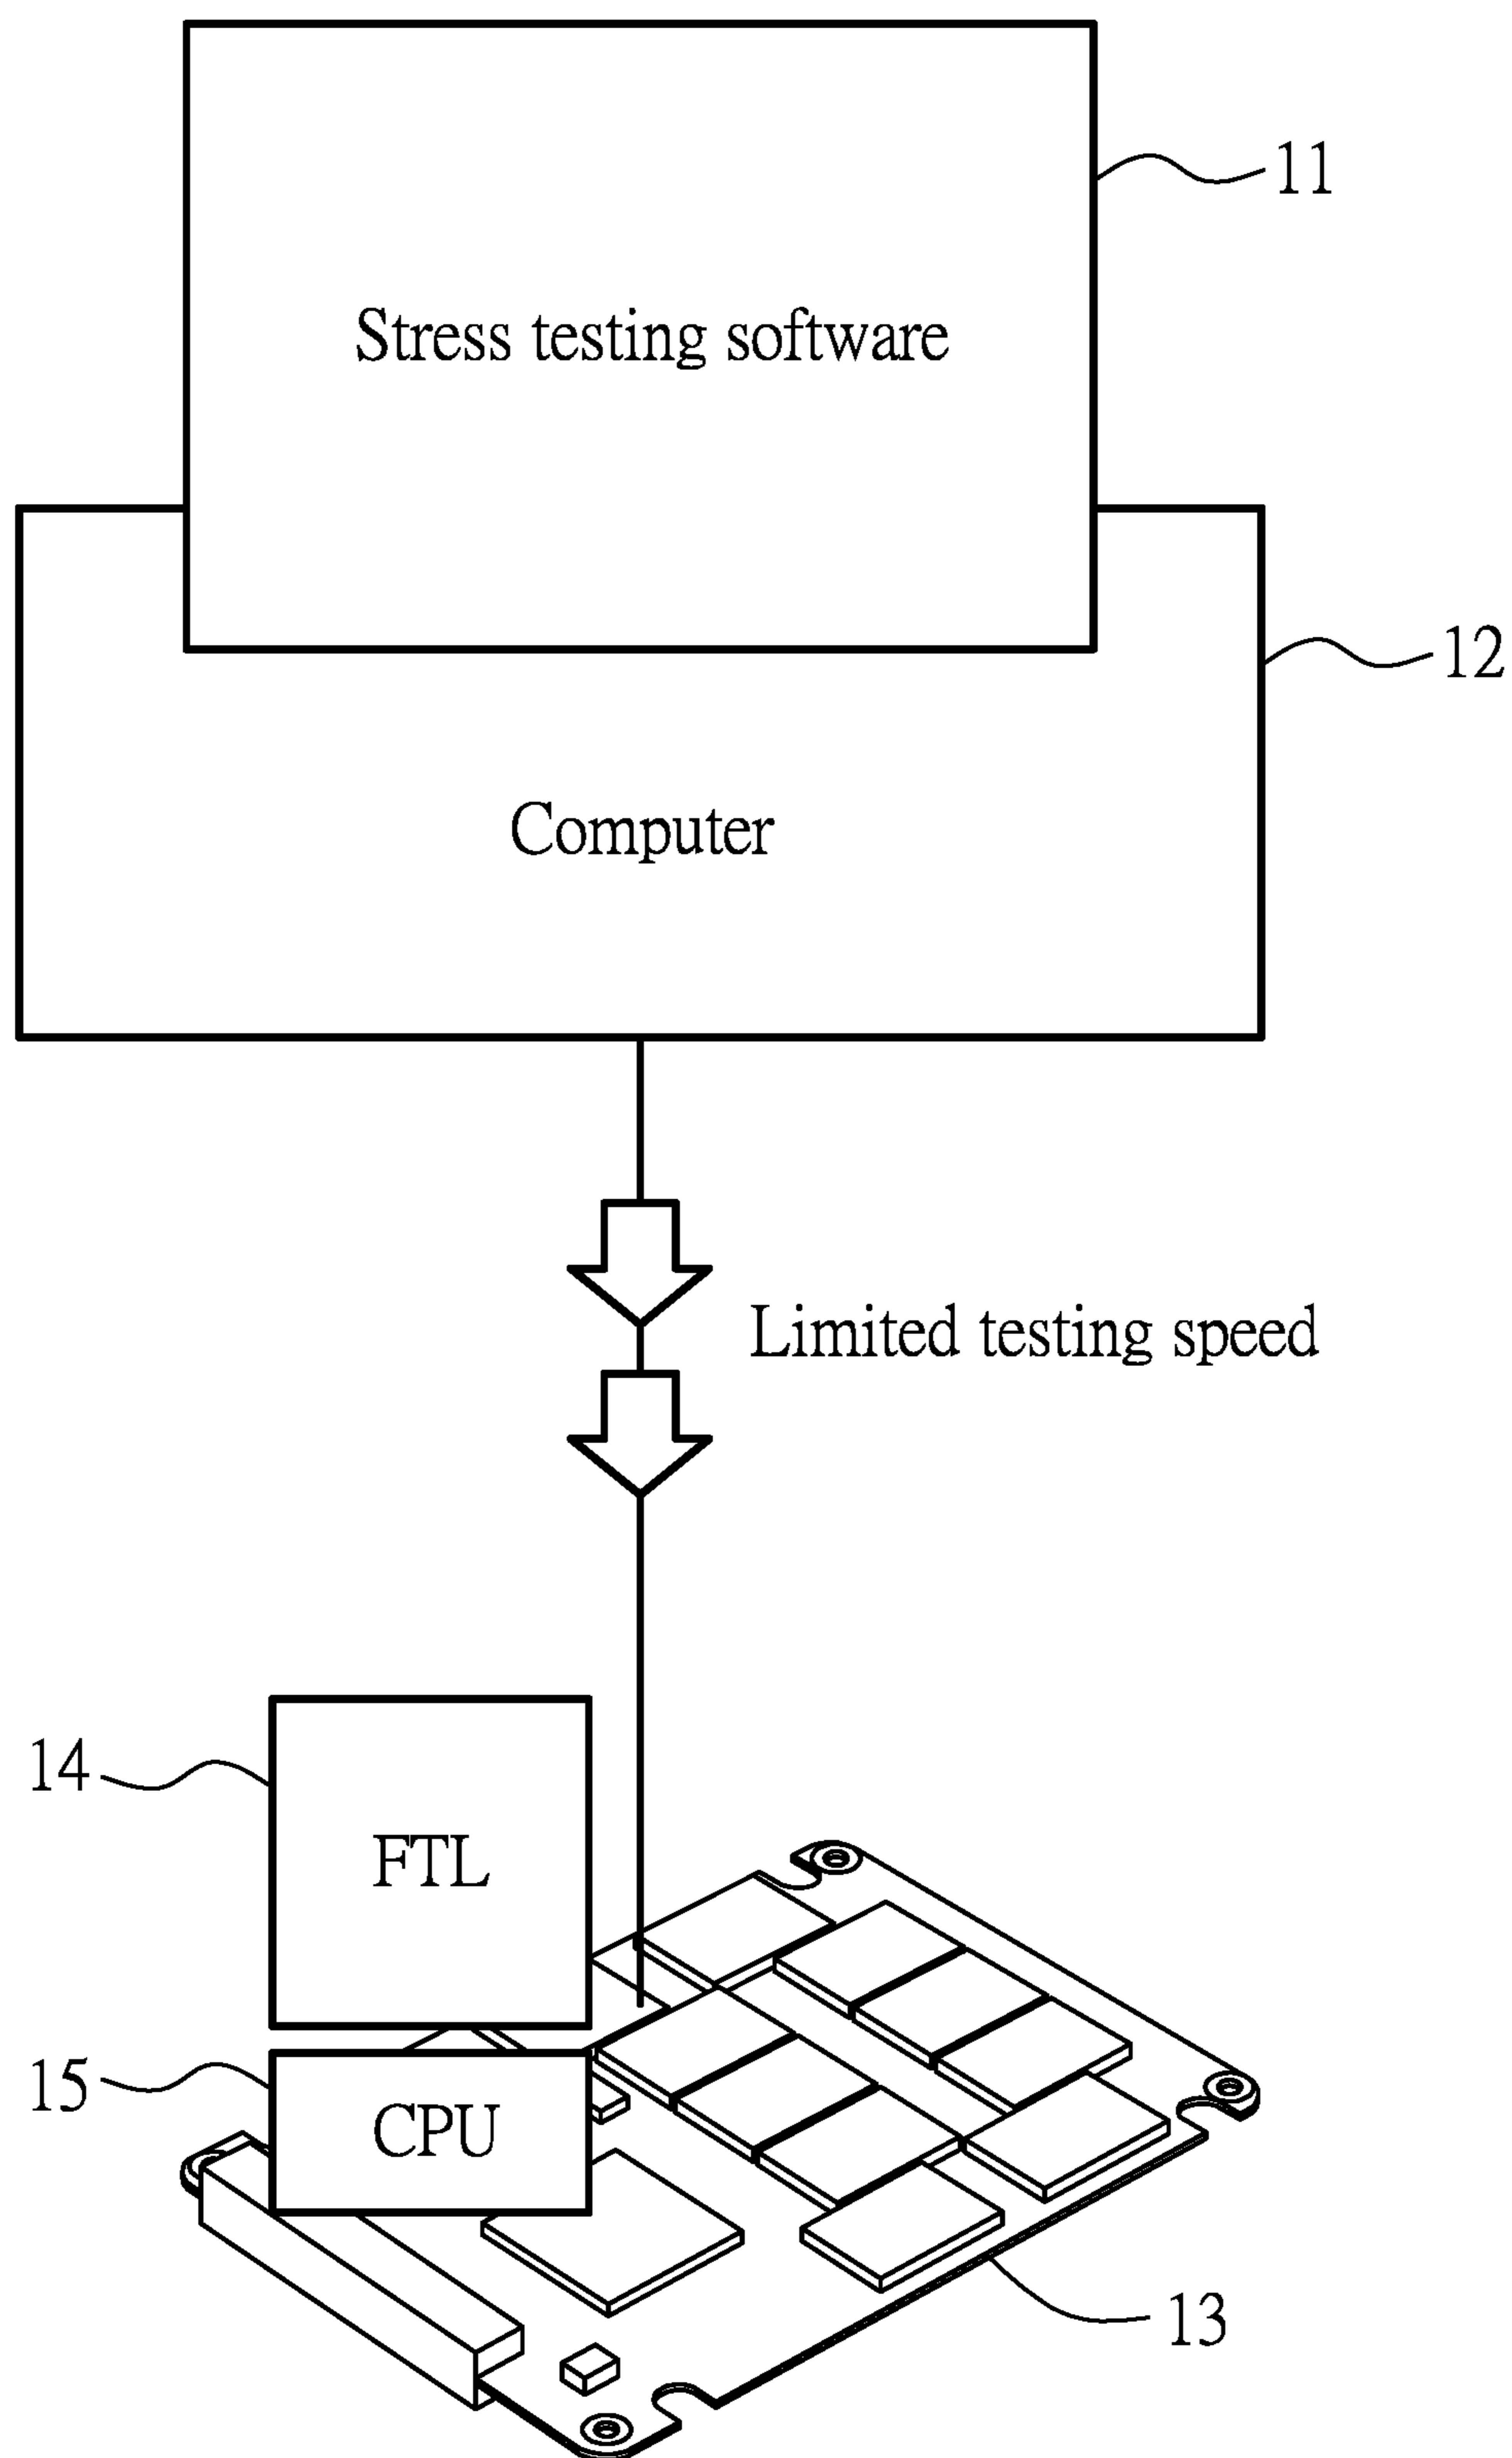 11
Stress testing software
12
Computer
Limited testing speed
14
FTL
15
CPU
13